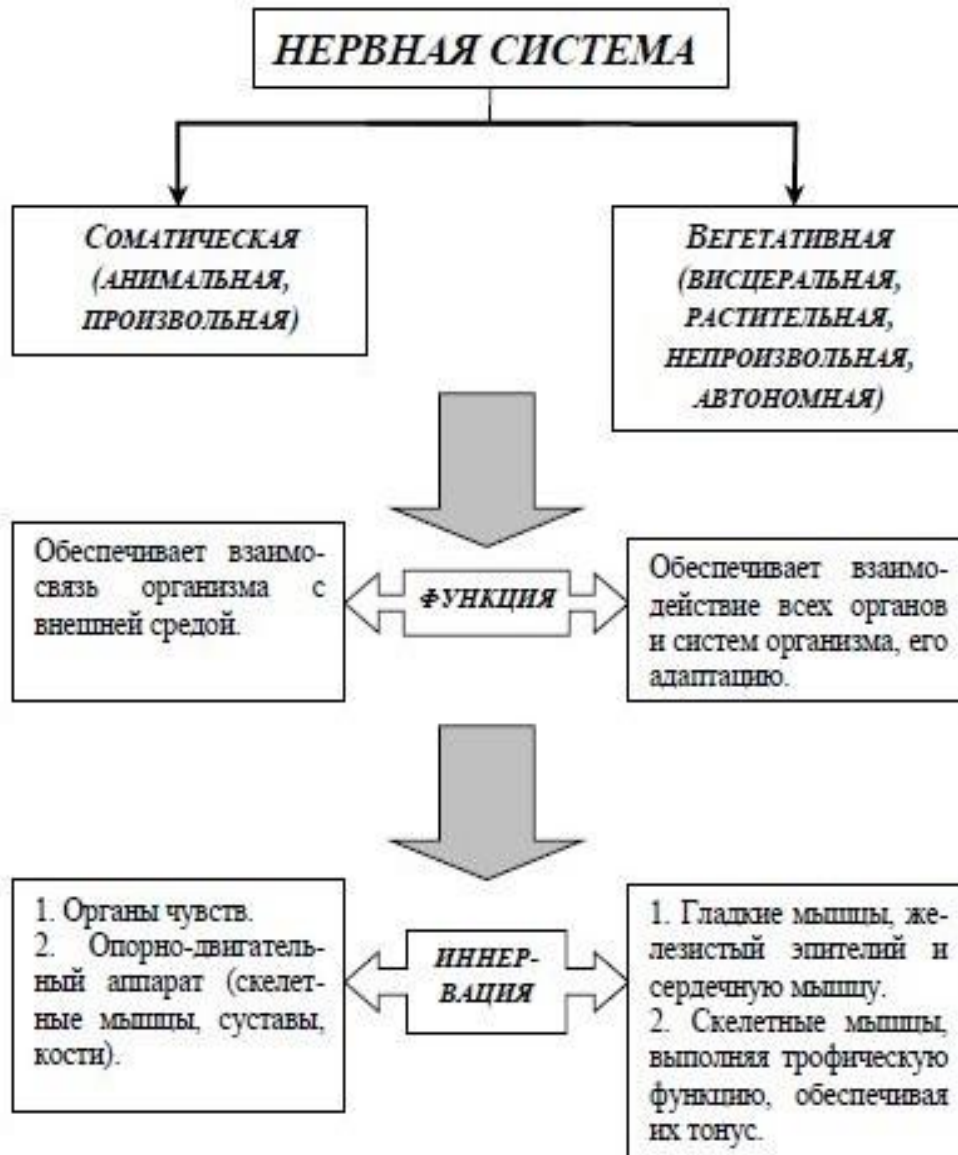 НЕРВНАЯ СИСТЕМА
СОМАТИЧЕСКАЯ
(АНИМАЛЬНАЯ,
ПРОИЗВОЛЬНАЯ)
ВЕГЕТАТИВНАЯ
(ВИСЦЕРАЛЬНАЯ,
РАСТИТЕЛЬНАЯ,
НЕПРОИЗВОЛЬНАЯ,
АВТОНОМНАЯ)
Обеспечивает взаимо-
связь организма с
внешней средой.
ФУНКЦИЯ
Обеспечивает взаимо-
действие всех органов
и систем организма, его
адаптацию.
1. Органы чувств.
2. Опорно-двигатель-
ный аппарат (скелет-
ные мышцы, суставы,
кости).
ИННЕР-
ВАЦИЯ
1. Гладкие мышцы, же-
лезистый эпителий и
сердечную мышцу.
2. Скелетные мышцы,
выполняя трофическую
функцию, обеспечивая
их тонус.